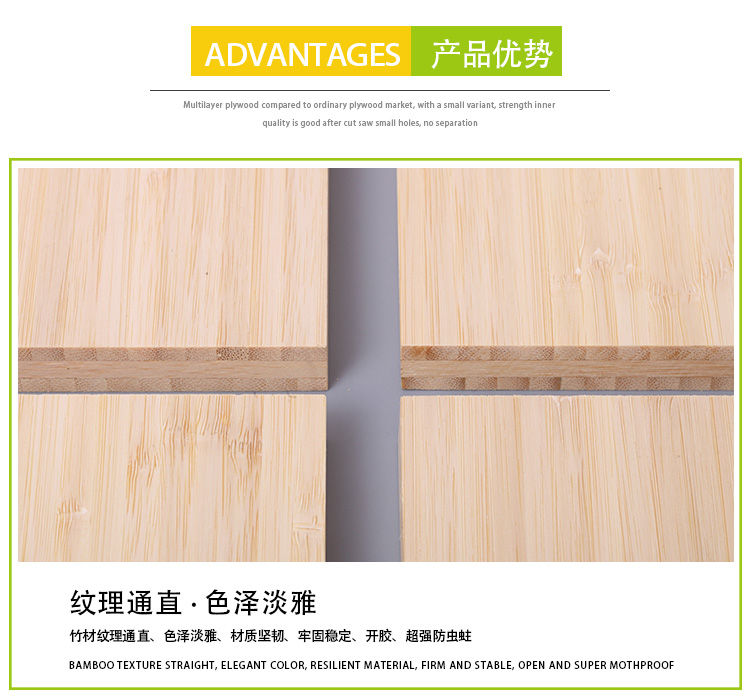 ADVANTAGES 产品优势
Multilayer plywood compared to ordinary plywood market, with a small variant, strength inner
quality is good after cut saw small holes, no separation
纹理通直·色泽淡雅
竹材纹理通直、色泽淡雅、材质坚韧、牢固稳定、开胶、超强防虫蛀
BAMBOO TEXTURE STRAIGHT, ELEGANT COLOR, RESILIENT MATERIAL, FIRM AND STABLE, OPEN AND SUPER MOTHPROOF